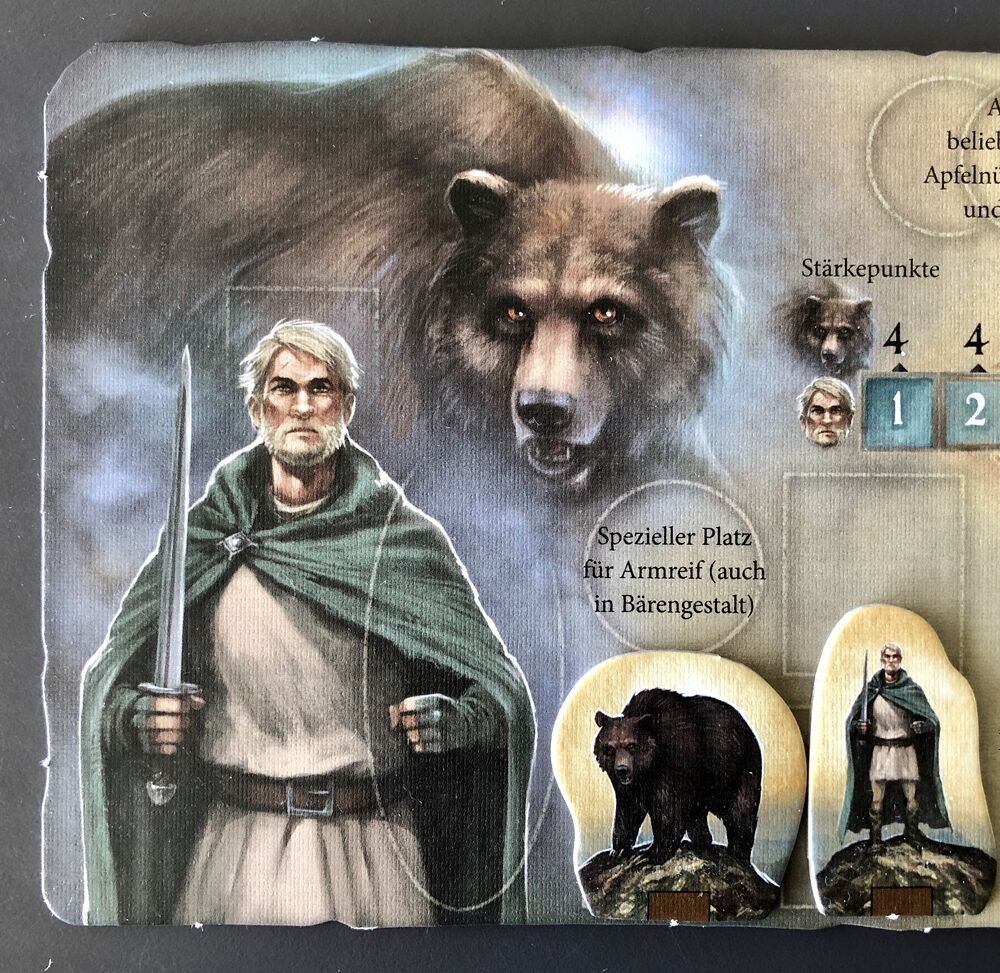 A
belieb
Apfelnü
und
Stärkepunkte
4 4
1 2
Spezieller Platz
für Armreif (auch
in Bärengestalt)